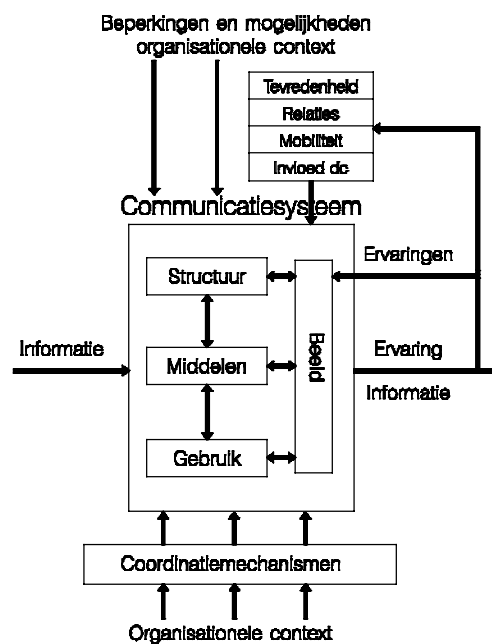 Beperkingen en mogelijkheden
organisationele context
Tevredenheid
Relaties
Mobiliteit
Invloed dc
Communicatiesysteem
Structuur
Ervaringen
Informatie
Middelen
Beeld
Ervaring
Informatie
Gebruik
Coordinatiemechanismen
Organisationele context